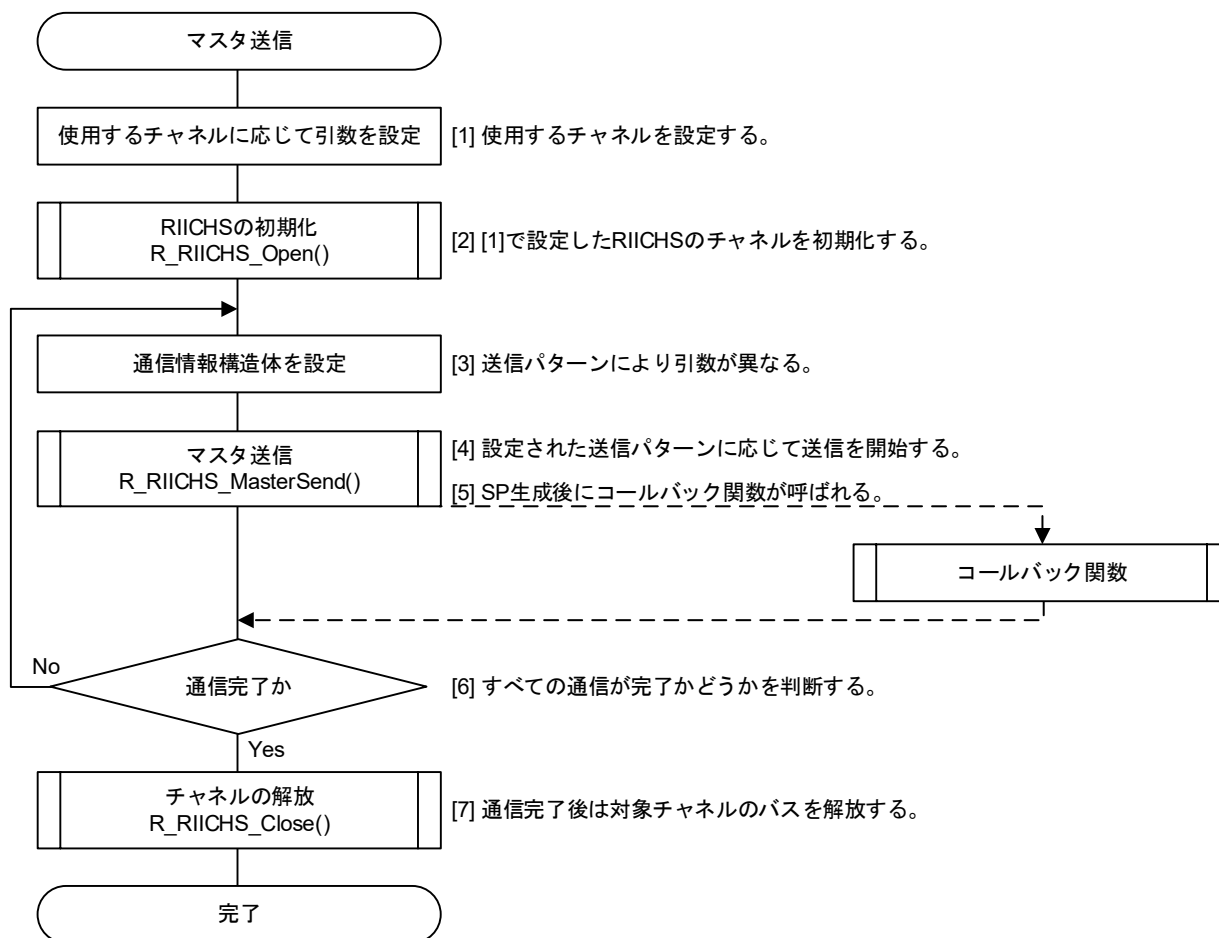 マスタ送信
使用するチャネルに応じて引数を設定
[1] 使用するチャネルを設定する。
RIICHSの初期化
R_RIICHS_Open()
[2] [1]で設定したRIICHSのチャネルを初期化する。
通信情報構造体を設定
[3] 送信パターンにより引数が異なる。
マスタ送信
R_RIICHS_MasterSend()
[4] 設定された送信パターンに応じて送信を開始する。
[5] SP生成後にコールバック関数が呼ばれる。
コールバック関数
No
通信完了か
[6] すべての通信が完了かどうかを判断する。
Yes
チャネルの解放
R_RIICHS_Close()
[7] 通信完了後は対象チャネルのバスを解放する。
完了